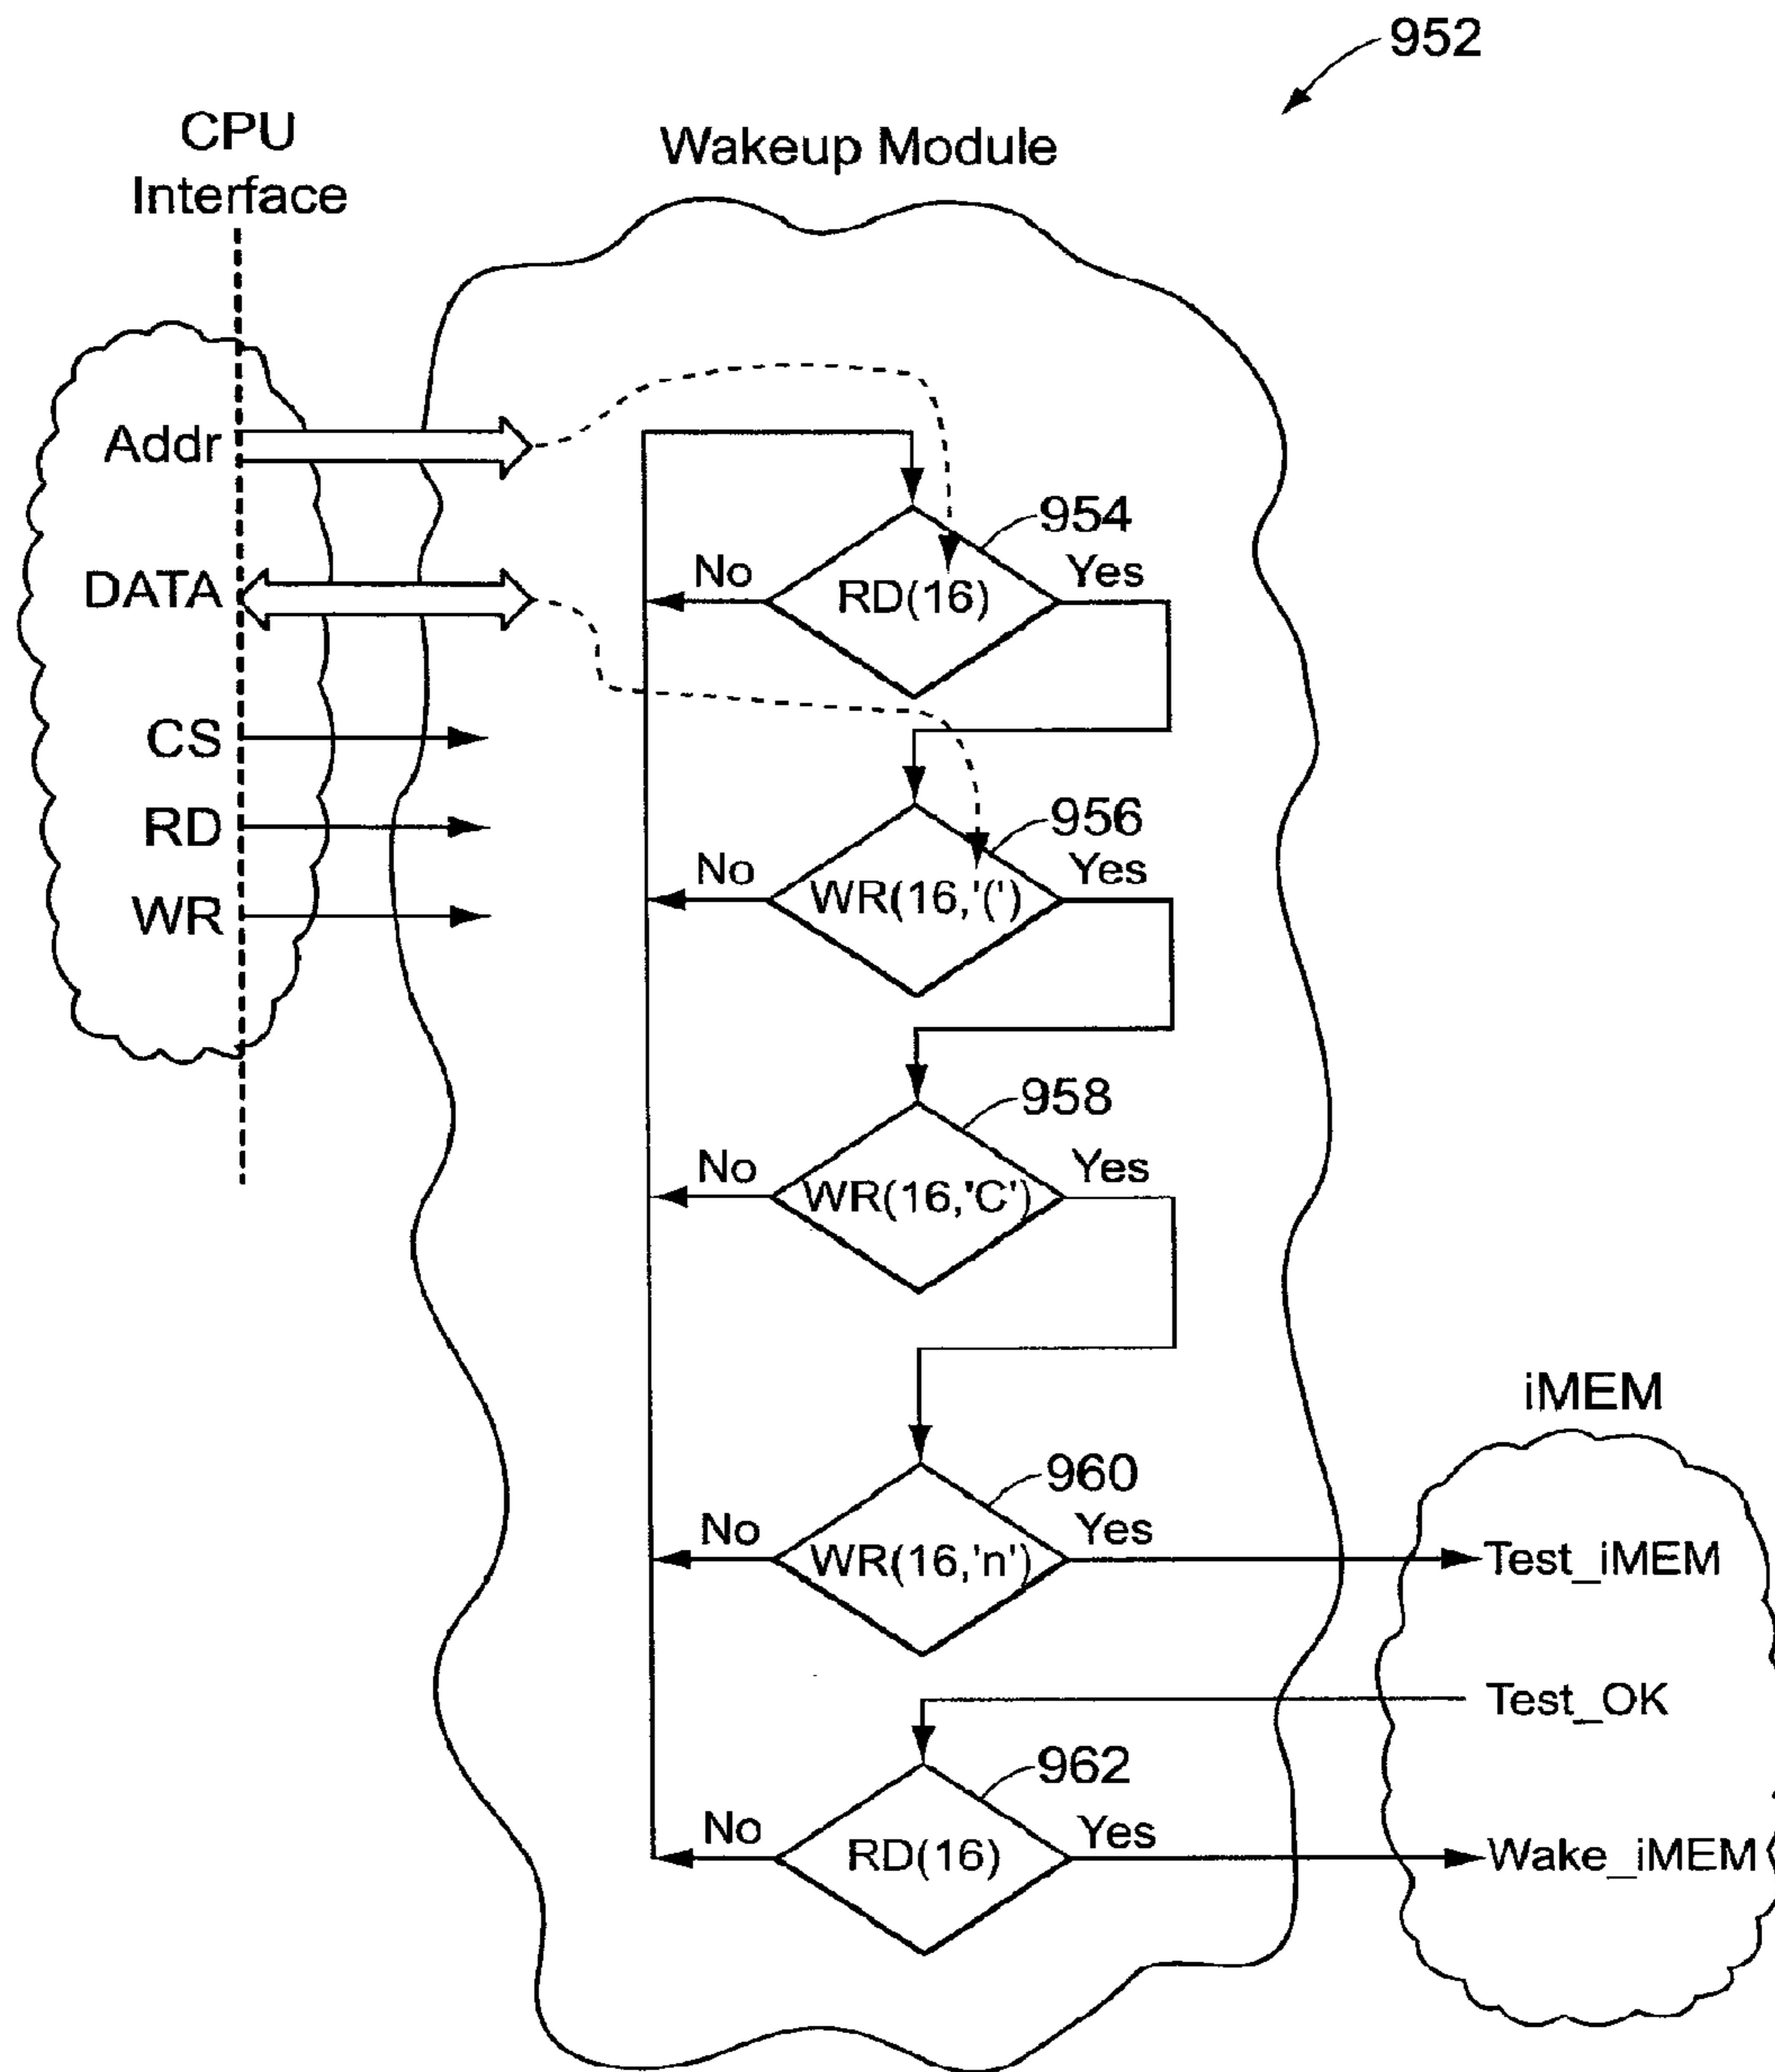 952
CPU
Interface
Wakeup Module
Addr
954
No
Yes
DATA
RD(16)
CS
RD
956
No
Yes
WR(16,'(')
WR
958
No
Yes
WR(16,'C')
iMEM
960
No
Yes
WR(16,'n')
Test_iMEM
Test_OK
962
No
Yes
RD(16)
Wake_iMEM